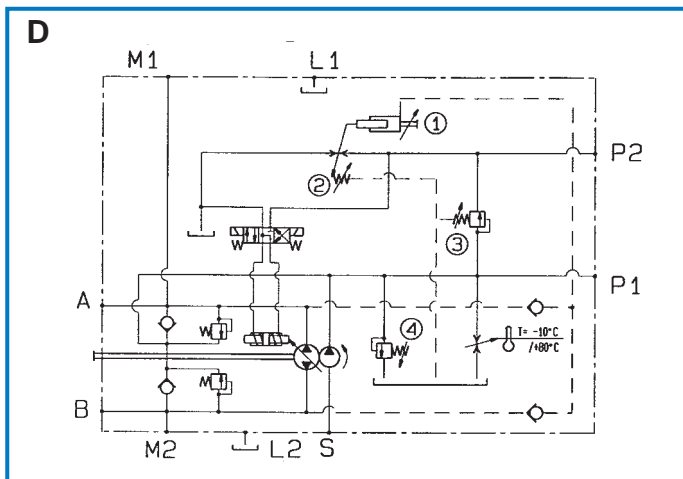 D
M1 L1
①
P2
②
③
P1
A
④
T= -10°C
/+80°C
B
M2 L2 S